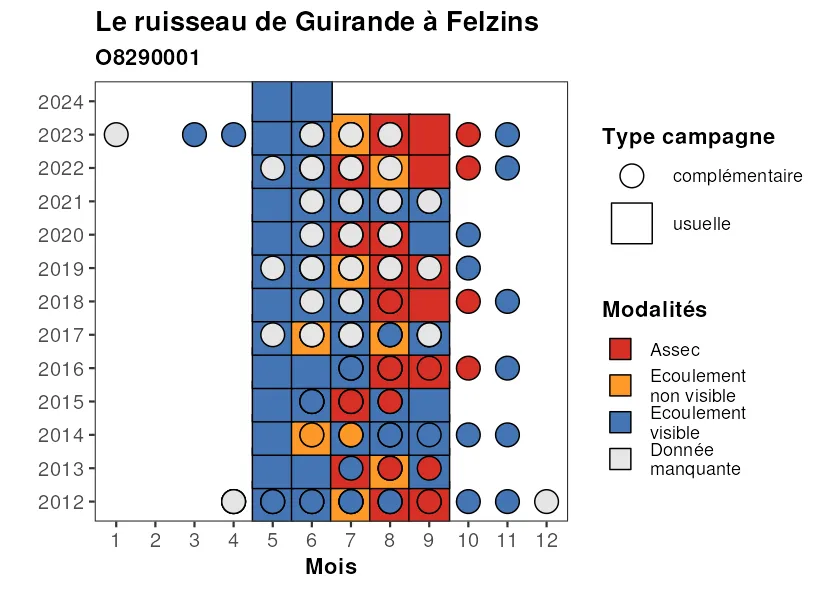 Le ruisseau de Guirande à Felzins
O8290001
2024
2023
2022
2021
2020
2019
2018
2017
2016
2015
2014
2013
2012
1 2 3 4 5 6 7 8 9 10 11 12
Mois
Type campagne
complémentaire
usuelle
Modalités
Assec
Ecoulement
non visible
Ecoulement
visible
Donnée
manquante